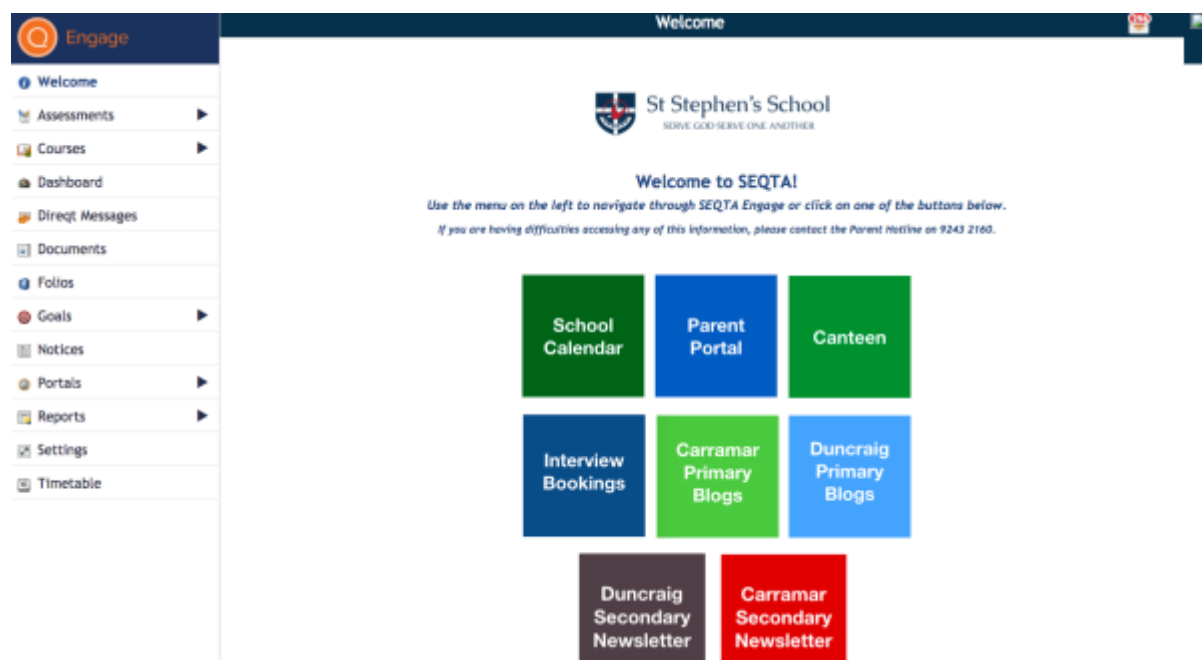 Engage
Welcome
Welcome
Assessments
Courses
Dashboard
Direqt Messages
Documents
Folios
Goals
Notices
Portals
Reports
Settings
Timetable
St Stephen's School
SERVE GOD SERVE ONE ANOTHER
Welcome to SEQTA!
Use the menu on the left to navigate through SEQTA Engage or click on one of the buttons below.
If you are having difficulties accessing any of this information, please contact the Parent Hotline on 9243 2160.
School
Calendar
Parent
Portal
Canteen
Interview
Bookings
Carramar
Primary
Blogs
Duncraig
Primary
Blogs
Duncraig
Secondary
Newsletter
Carramar
Secondary
Newsletter